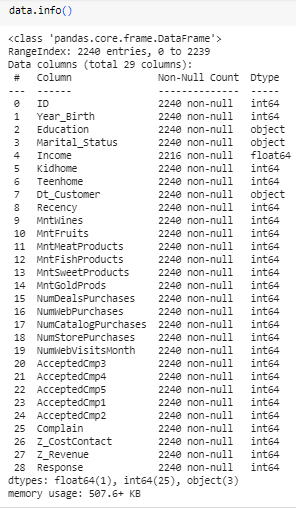 data.info()
<class 'pandas.core.frame.DataFrame'>
RangeIndex: 2240 entries, 0 to 2239
Data columns (total 29 columns):
 #   Column               Non-Null Count  Dtype
---  ------               --------------  -----
 0   ID                   2240 non-null   int64
 1   Year_Birth           2240 non-null   int64
 2   Education            2240 non-null   object
 3   Marital_Status       2240 non-null   object
 4   Income               2216 non-null   float64
 5   Kidhome              2240 non-null   int64
 6   Teenhome             2240 non-null   int64
 7   Dt_Customer          2240 non-null   object
 8   Recency              2240 non-null   int64
 9   MntWines             2240 non-null   int64
 10  MntFruits            2240 non-null   int64
 11  MntMeatProducts      2240 non-null   int64
 12  MntFishProducts      2240 non-null   int64
 13  MntSweetProducts     2240 non-null   int64
 14  MntGoldProds         2240 non-null   int64
 15  NumDealsPurchases    2240 non-null   int64
 16  NumWebPurchases      2240 non-null   int64
 17  NumCatalogPurchases  2240 non-null   int64
 18  NumStorePurchases    2240 non-null   int64
 19  NumWebVisitsMonth    2240 non-null   int64
 20  AcceptedCmp3         2240 non-null   int64
 21  AcceptedCmp4         2240 non-null   int64
 22  AcceptedCmp5         2240 non-null   int64
 23  AcceptedCmp1         2240 non-null   int64
 24  AcceptedCmp2         2240 non-null   int64
 25  Complain             2240 non-null   int64
 26  Z_CostContact        2240 non-null   int64
 27  Z_Revenue            2240 non-null   int64
 28  Response             2240 non-null   int64
dtypes: float64(1), int64(25), object(3)
memory usage: 507.6+ KB